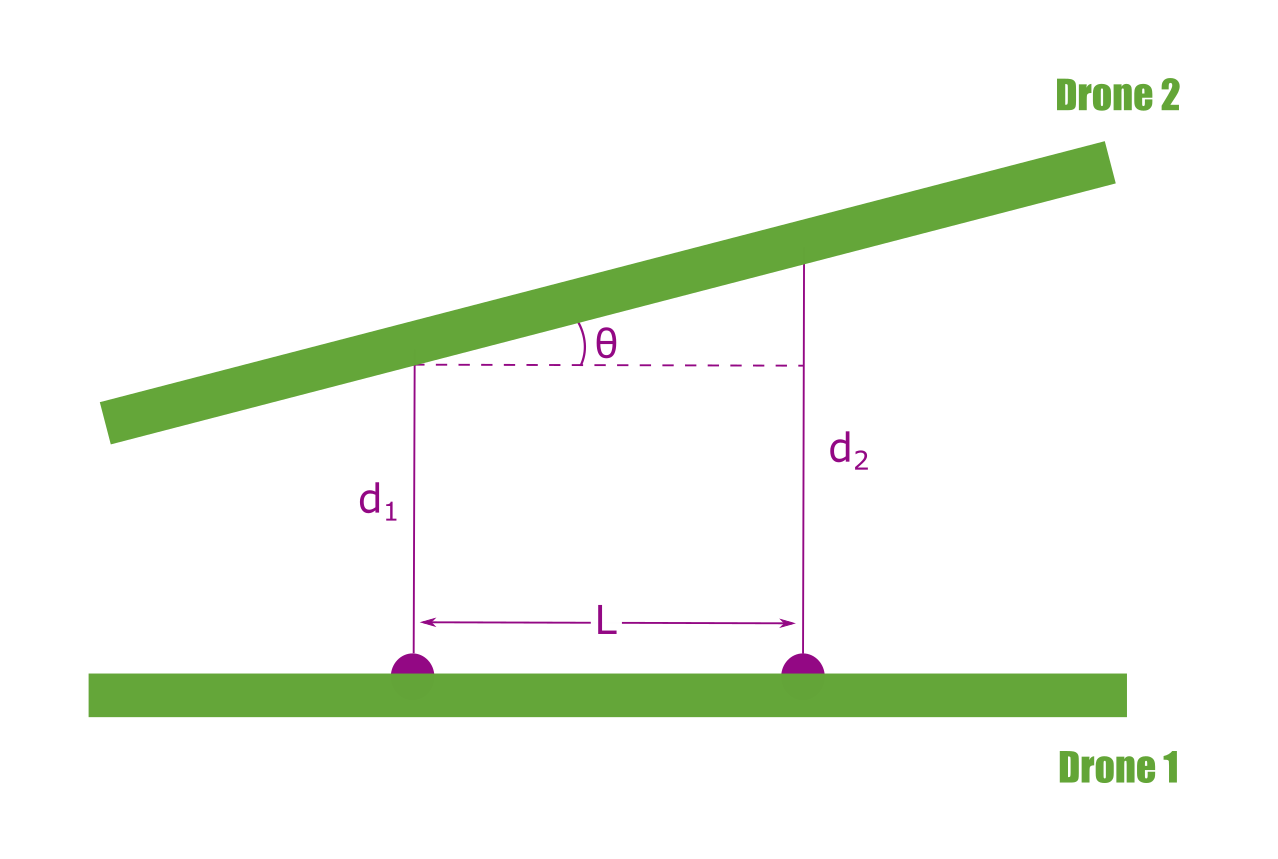 Drone 2
θ
d₂
d₁
L
Drone 1